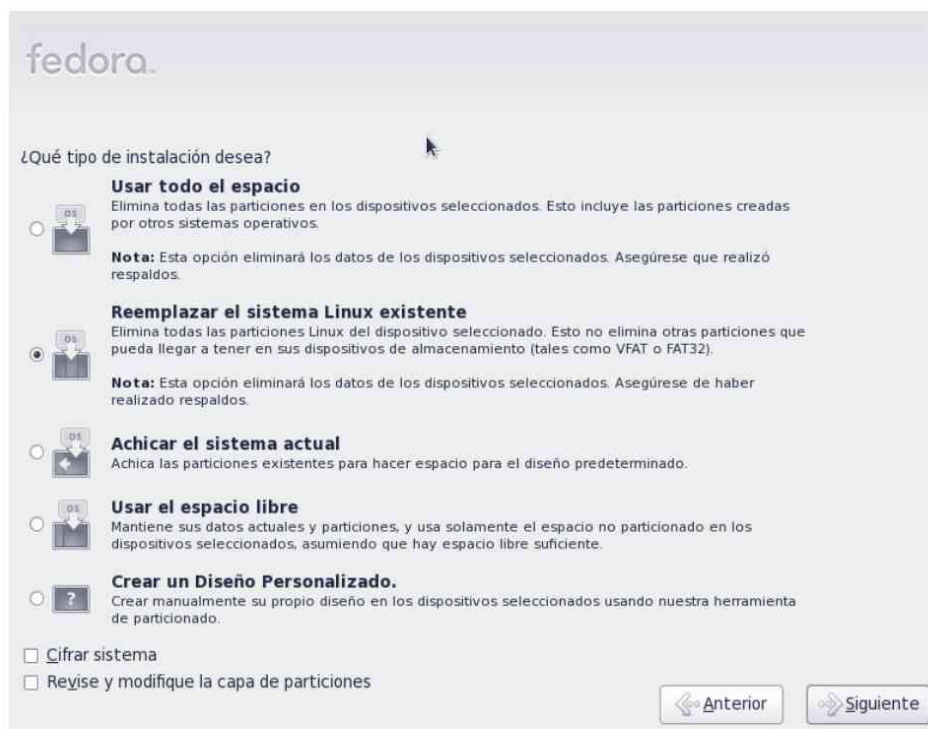 fedora
¿Qué tipo de instalación desea?
Usar todo el espacio
Elimina todas las particiones en los dispositivos seleccionados. Esto incluye las particiones creadas
por otros sistemas operativos.
Nota: Esta opción eliminará los datos de los dispositivos seleccionados. Asegúrese que realizó
respaldos.
OS
Reemplazar el sistema Linux existente
Elimina todas las particiones Linux del dispositivo seleccionado. Esto no elimina otras particiones que
pueda llegar a tener en sus dispositivos de almacenamiento (tales como VFAT o FAT32).
Nota: Esta opción eliminará los datos de los dispositivos seleccionados. Asegúrese de haber
realizado respaldos.
OS
Achicar el sistema actual
Achica las particiones existentes para hacer espacio para el diseño predeterminado.
OS
Usar el espacio libre
Mantiene sus datos actuales y particiones, y usa solamente el espacio no particionado en los
dispositivos seleccionados, asumiendo que hay espacio libre suficiente.
OS
Crear un Diseño Personalizado.
Crear manualmente su propio diseño en los dispositivos seleccionados usando nuestra herramienta
de particionado.
?
Cifrar sistema
Revise y modifique la capa de particiones
Anterior
Siguiente